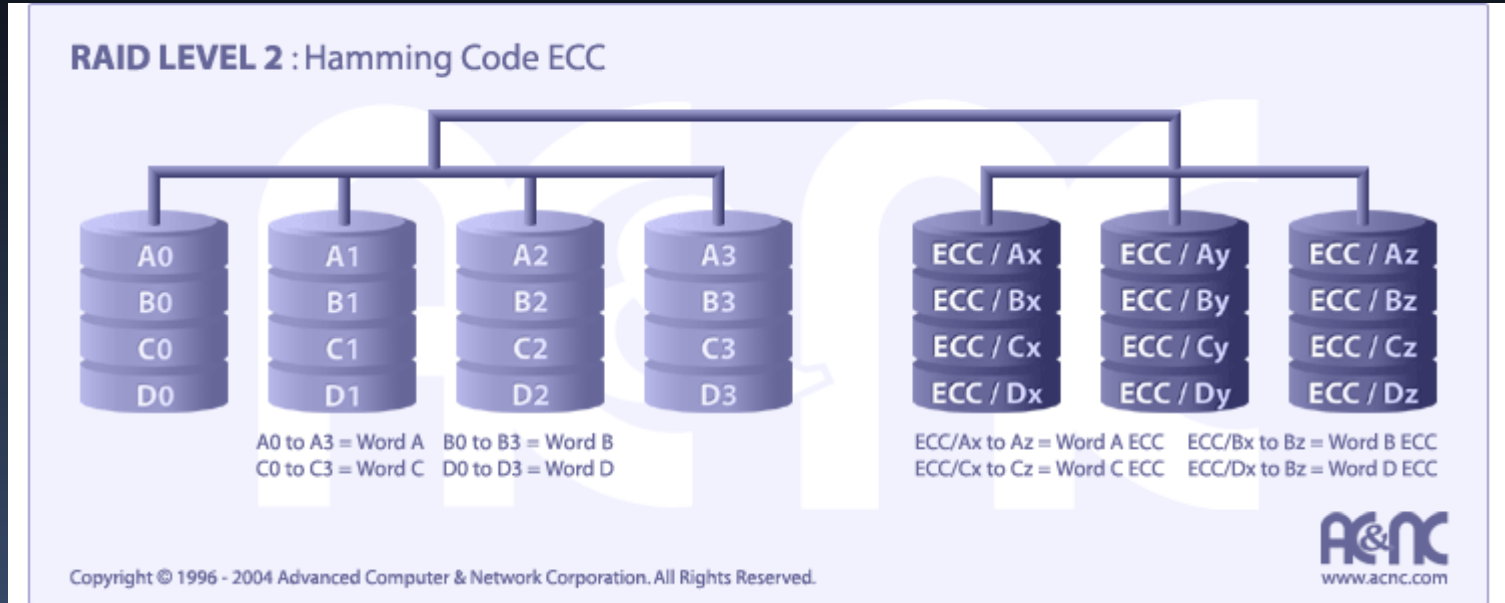 RAID LEVEL 2 : Hamming Code ECC
A0 A1 A2 A3 ECC / Ax ECC / Ay ECC / Az
B0 B1 B2 B3 ECC / Bx ECC / By ECC / Bz
C0 C1 C2 C3 ECC / Cx ECC / Cy ECC / Cz
D0 D1 D2 D3 ECC / Dx ECC / Dy ECC / Dz
A0 to A3 = Word A B0 to B3 = Word B
C0 to C3 = Word C D0 to D3 = Word D
ECC/Ax to Az = Word A ECC ECC/Bx to Bz = Word B ECC
ECC/Cx to Cz = Word C ECC ECC/Dx to Bz = Word D ECC
AC&NC
www.acnc.com
Copyright © 1996 - 2004 Advanced Computer & Network Corporation. All Rights Reserved.